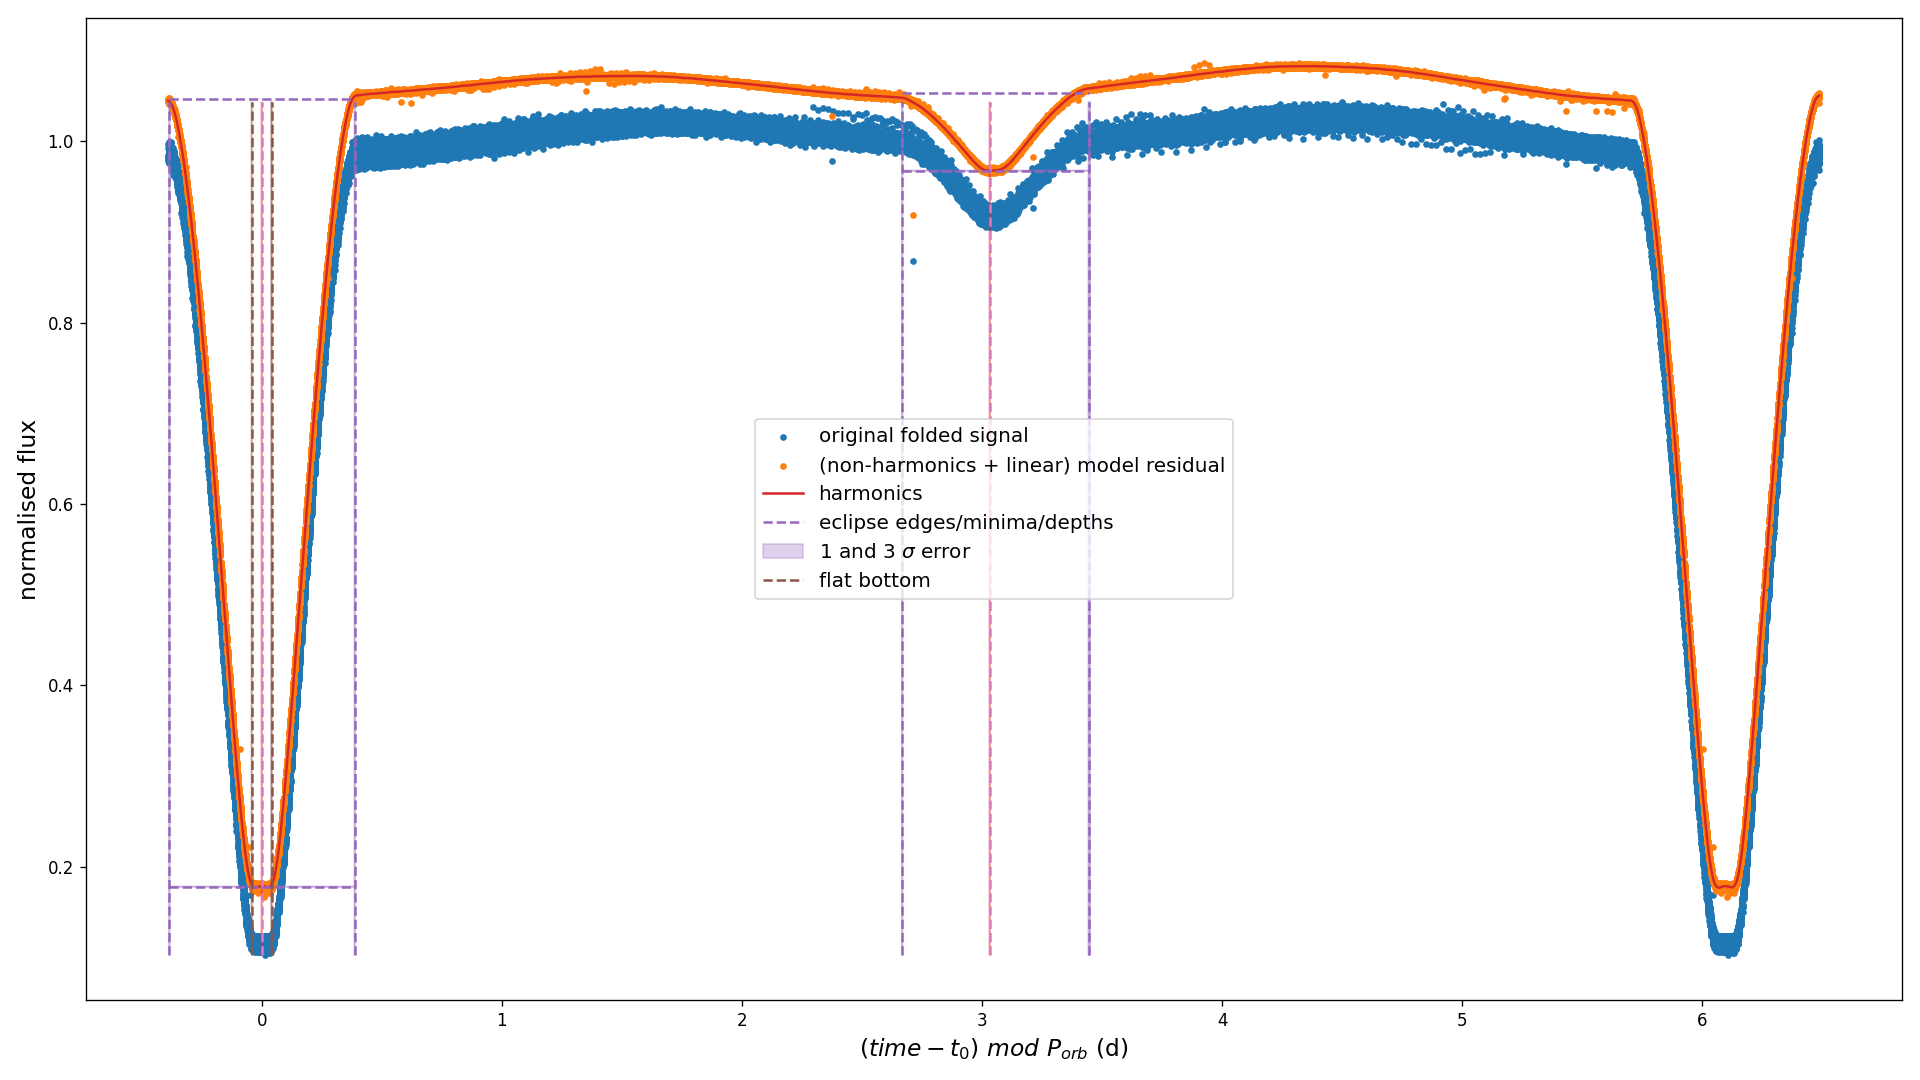 normalised flux
1.0
0.8
0.6
0.4
0.2
original folded signal
(non-harmonics + linear) model residual
harmonics
eclipse edges/minima/depths
1 and 3 σ error
flat bottom
0 1 2 3 4 5 6
(time − t₀) mod P_orb (d)